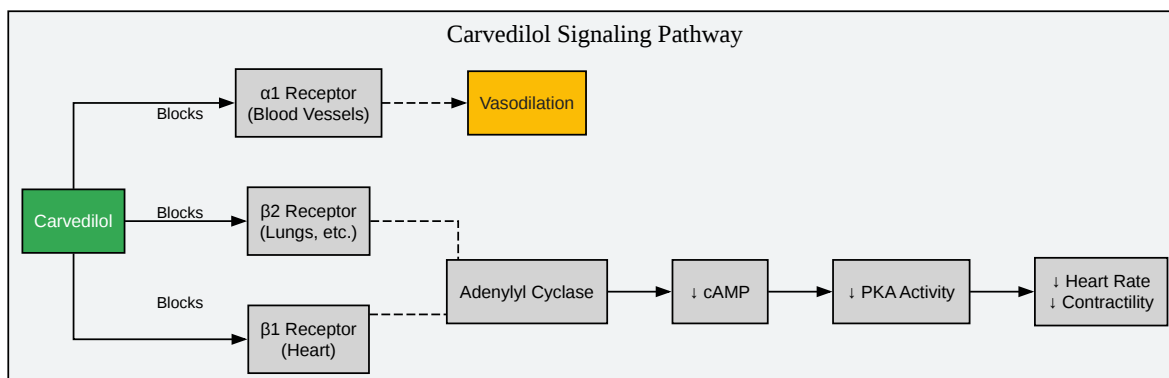 Carvedilol Signaling Pathway
α1 Receptor
(Blood Vessels)
Vasodilation
Blocks
Carvedilol
Blocks
β2 Receptor
(Lungs, etc.)
Adenylyl Cyclase
↓ cAMP
↓ PKA Activity
↓ Heart Rate
↓ Contractility
Blocks
β1 Receptor
(Heart)